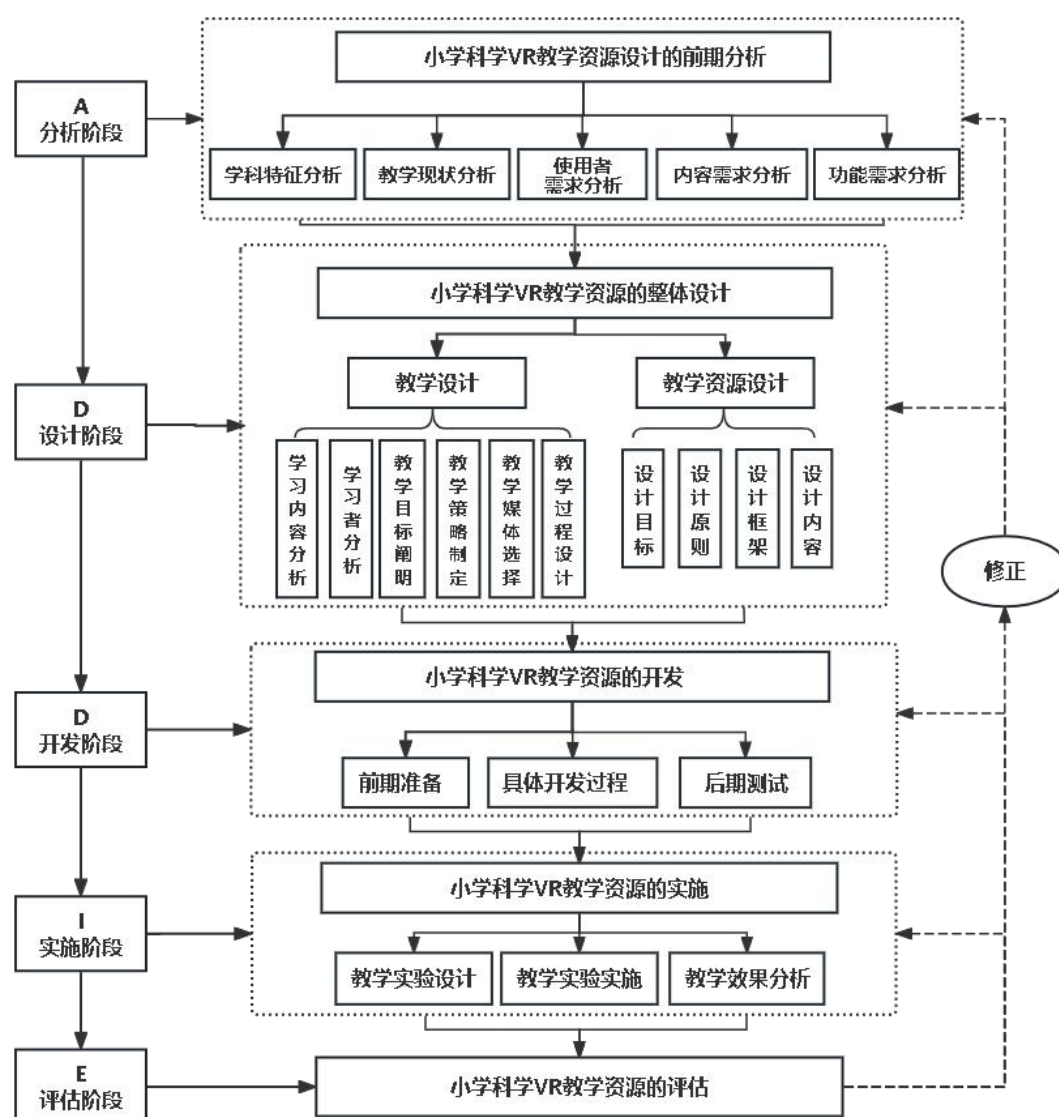 小学科学VR教学资源设计的前期分析
A
分析阶段
学科特征分析
教学现状分析
使用者
需求分析
内容需求分析
功能需求分析
小学科学VR教学资源的整体设计
D
设计阶段
教学设计
教学资源设计
学习内容分析
学习者分析
教学目标阐明
教学策略制定
教学媒体选择
教学过程设计
设计目标
设计原则
设计框架
设计内容
修正
小学科学VR教学资源的开发
D
开发阶段
前期准备
具体开发过程
后期测试
小学科学VR教学资源的实施
I
实施阶段
教学实验设计
教学实验实施
教学效果分析
E
评估阶段
小学科学VR教学资源的评估